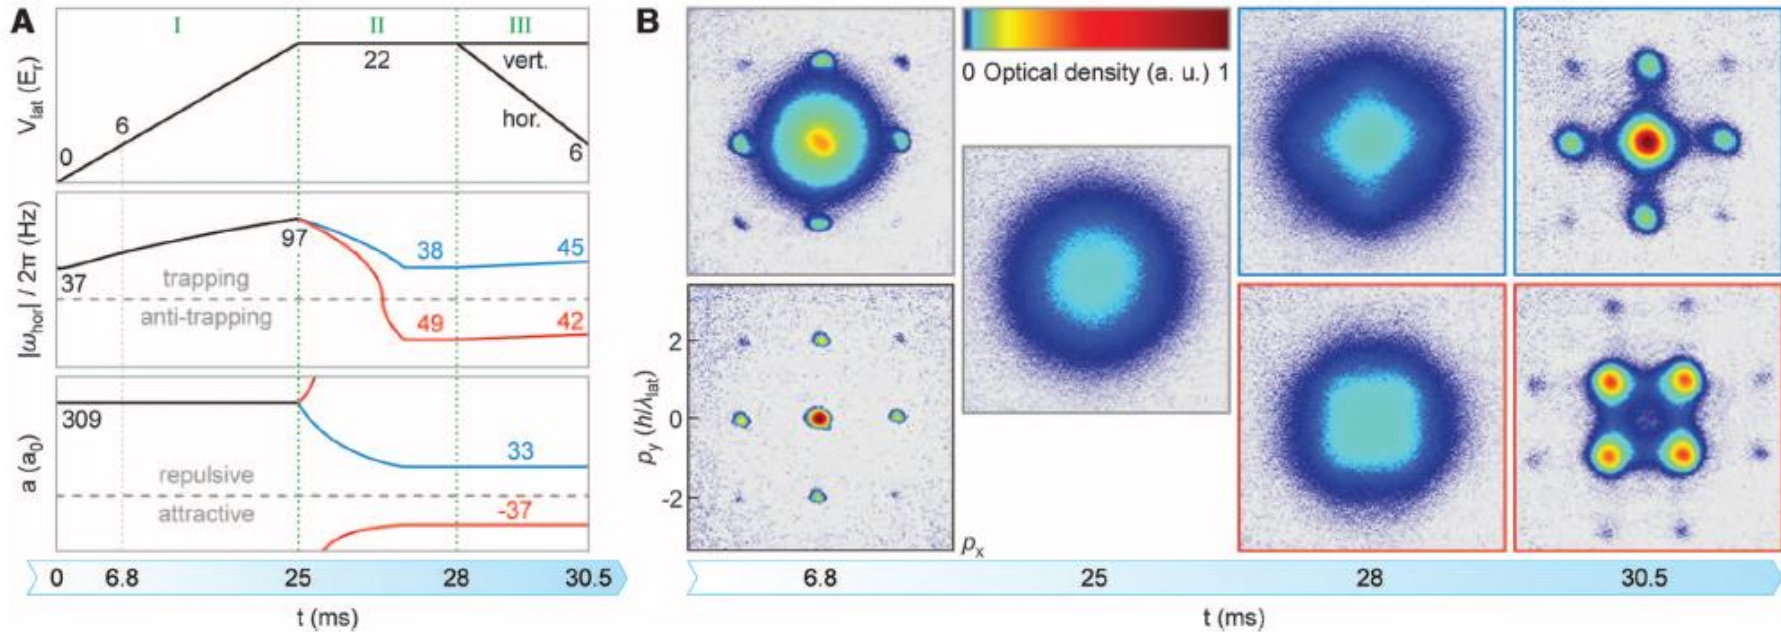 A
I
II
III
V_lat (E_r)
0
6
22
vert.
hor.
6
|ω_hor| / 2π (Hz)
37
97
38
45
trapping
anti-trapping
49
42
a (a_0)
309
33
repulsive
attractive
-37
0 6.8 25 28 30.5
t (ms)
B
0 Optical density (a. u.) 1
p_y (h/λ_lat)
2
0
-2
p_x
6.8 25 28 30.5
t (ms)